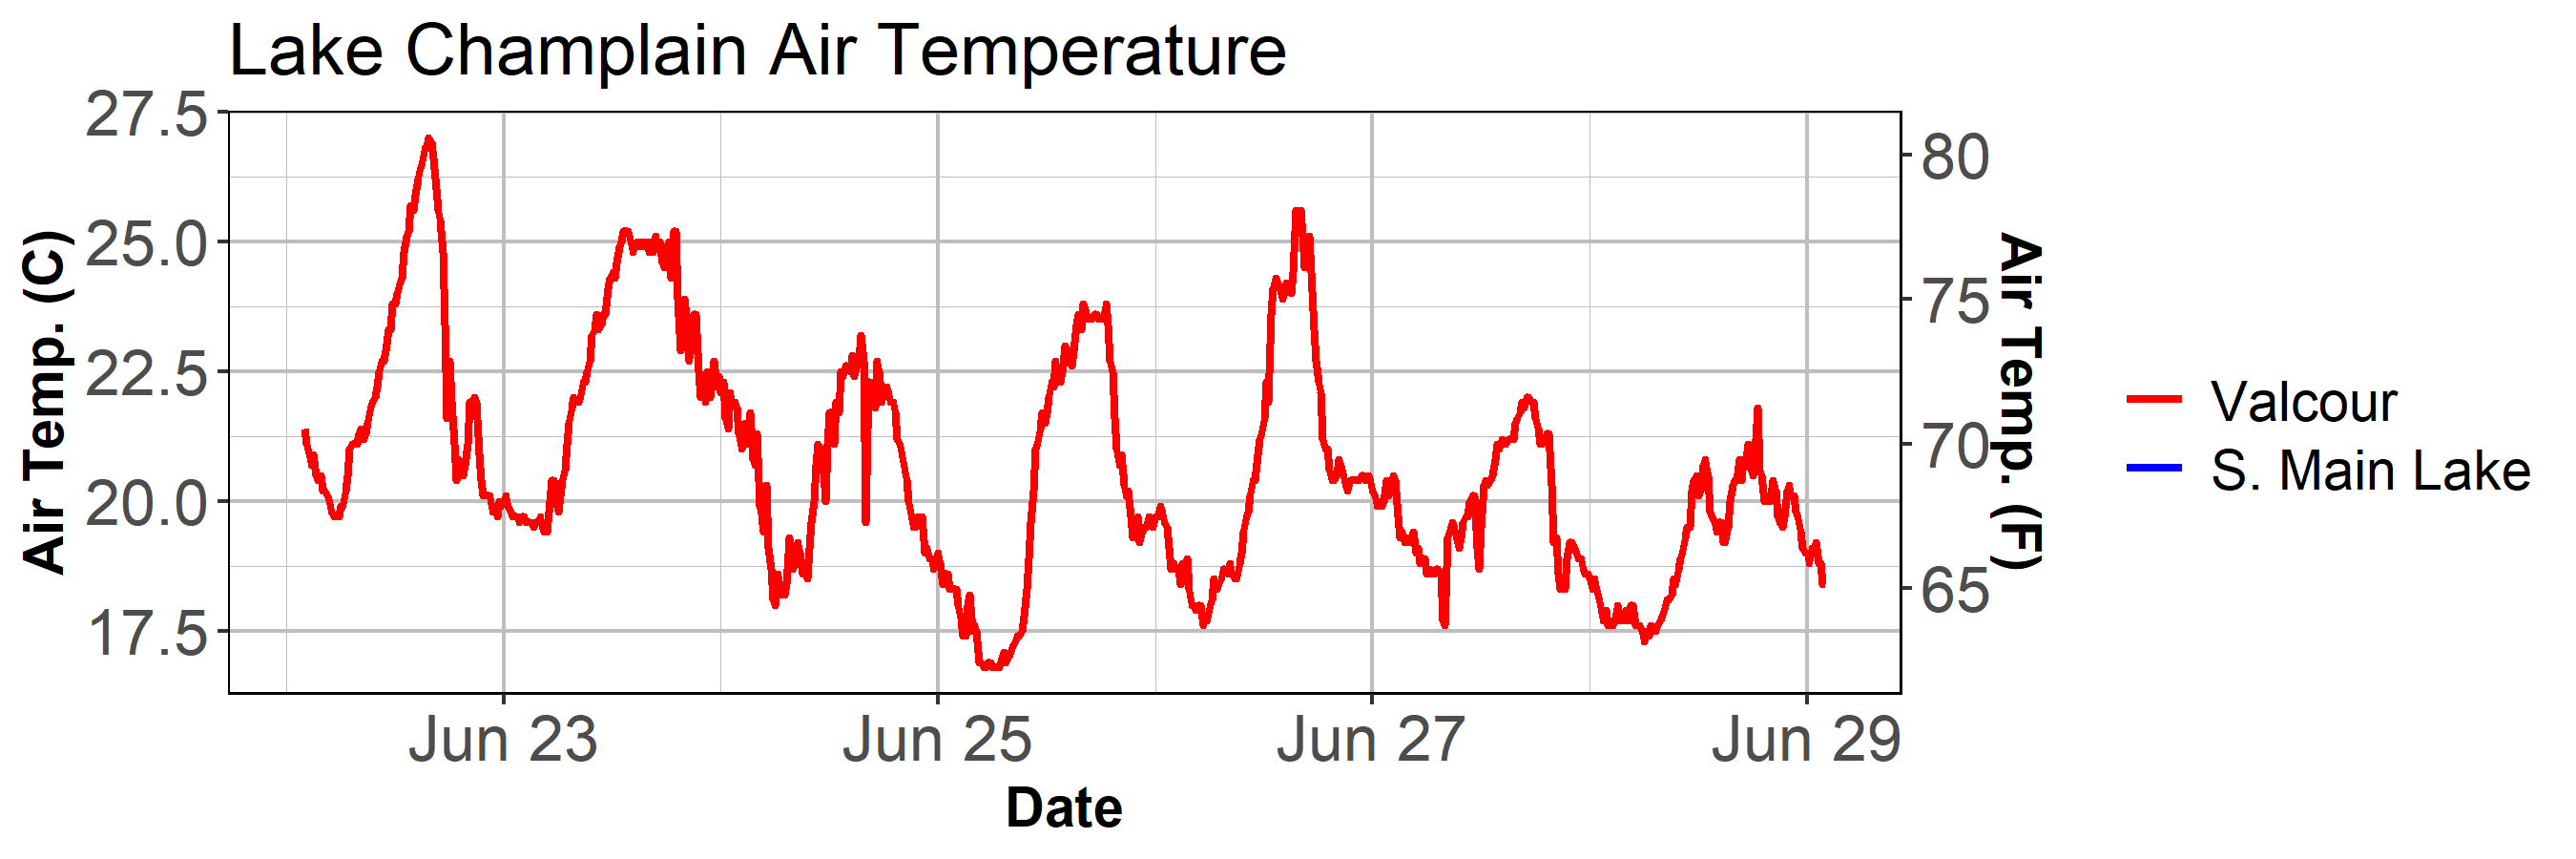 Lake Champlain Air Temperature
27.5
25.0
22.5
20.0
17.5
Air Temp. (C)
80
75
70
65
Air Temp. (F)
Jun 23
Jun 25
Jun 27
Jun 29
Date
Valcour
S. Main Lake